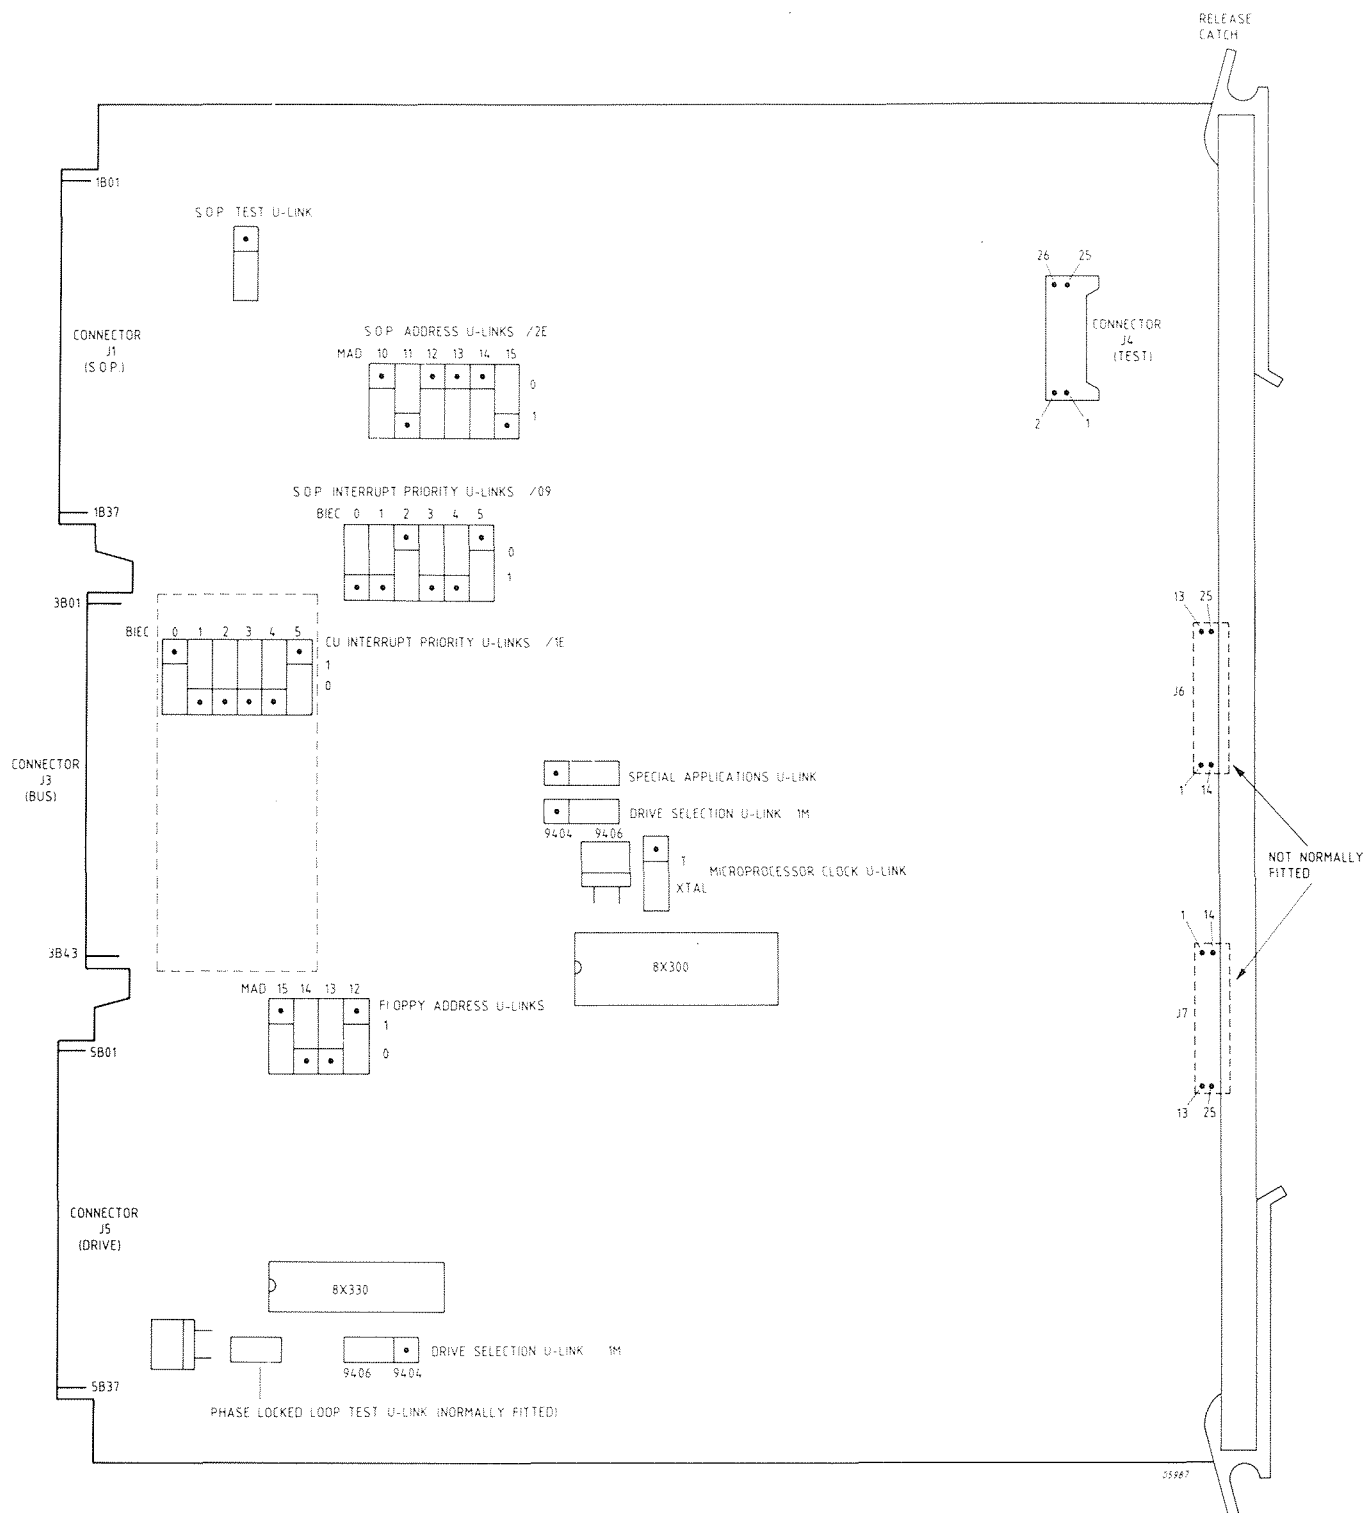 RELEASE
CATCH
1B01
S.O.P. TEST U-LINK
26 25
CONNECTOR
J4
(TEST)
2 1
CONNECTOR
J1
(S.O.P.)
S.O.P. ADDRESS U-LINKS /2E
MAD 10 11 12 13 14 15
0
1
S.O.P. INTERRUPT PRIORITY U-LINKS /09
BIEC 0 1 2 3 4 5
0
1
1B37
3B01
BIEC 0 1 2 3 4 5
CU INTERRUPT PRIORITY U-LINKS /1E
1
0
13 25
J6
1 14
CONNECTOR
J3
(BUS)
SPECIAL APPLICATIONS U-LINK
DRIVE SELECTION U-LINK 1M
9404 9406
T
MICROPROCESSOR CLOCK U-LINK
XTAL
NOT NORMALLY
FITTED
8X300
3B43
MAD 15 14 13 12
FLOPPY ADDRESS U-LINKS
1
0
1 14
J7
13 25
5B01
CONNECTOR
J5
(DRIVE)
8X330
DRIVE SELECTION U-LINK 1M
9406 9404
5B37
PHASE LOCKED LOOP TEST U-LINK (NORMALLY FITTED)